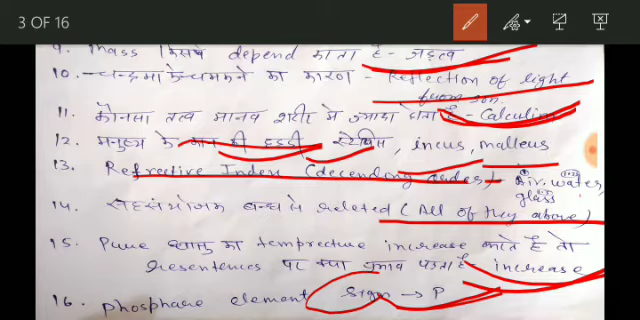 3 OF 16
9. Mass किसपे depend करता है - जड़त्व
10. चन्द्रमा के चमकने का कारण - Reflection of light
from son.
11. कौनसा तत्व मानव शरीर मे ज्यादा होता है - Calcium
12. मनुष्य के कान की हड्डी स्टेपिस, incus, malleus
13. Refrective Index (decending order) - Air, water,
glass
14. सहसंयोजक बन्ध से related (All of they above)
15. Pure धातु का temprecture increase करते है तो
resentences पर क्या प्रभाव पड़ता है - increase
16. phosphare element sign → P